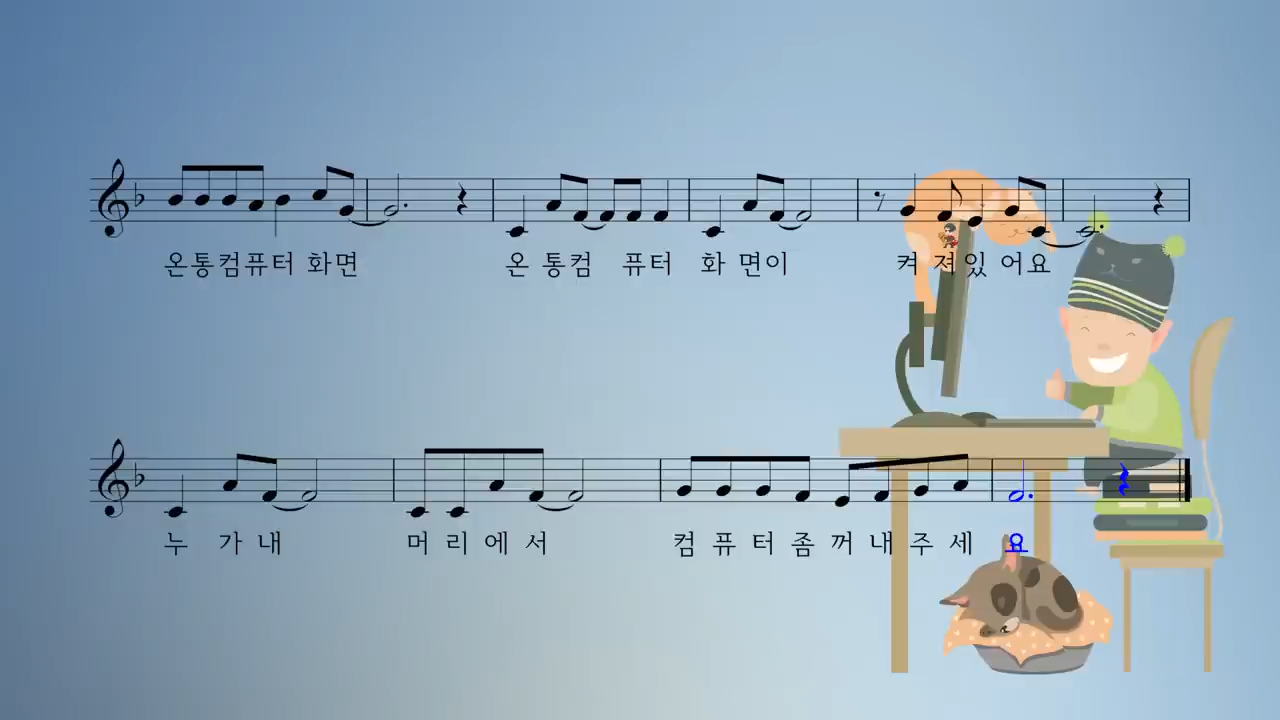 온통컴퓨터 화면 온 통컴 퓨터 화 면이 켜 져있 어요
누 가 내 머 리 에 서 컴 퓨 터 좀 꺼 내 주 세 요